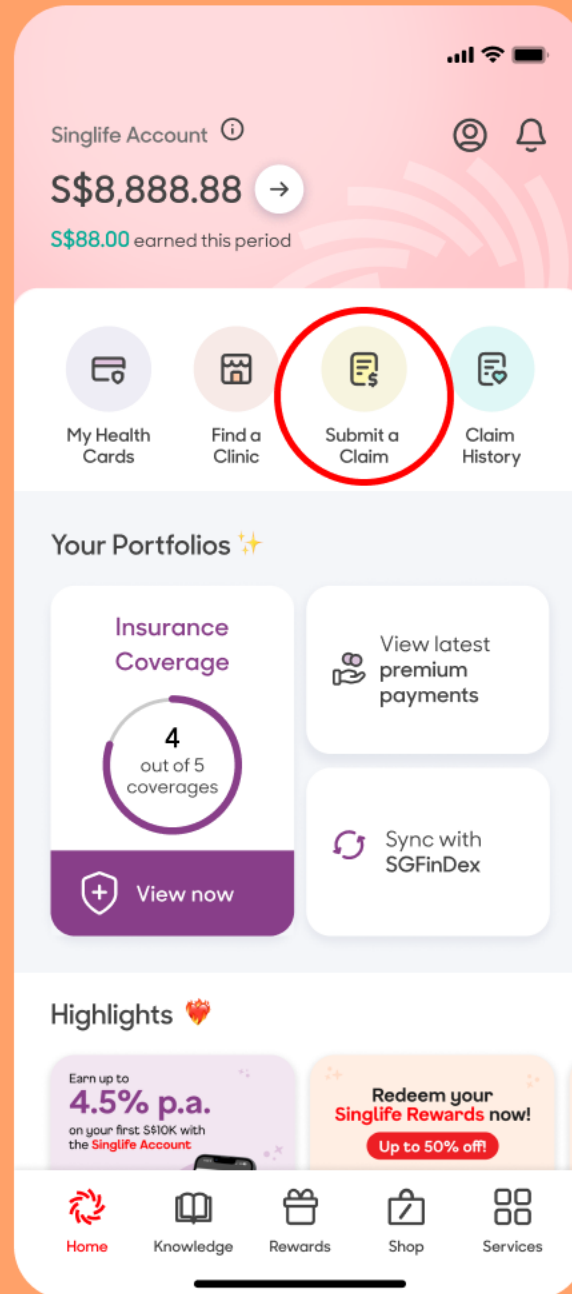 Singlife Account
S$8,888.88
S$88.00 earned this period
My Health
Cards
Find a
Clinic
Submit a
Claim
Claim
History
Your Portfolios
Insurance
Coverage
4
out of 5
coverages
View now
View latest
premium
payments
Sync with
SGFinDex
Highlights
Earn up to
4.5% p.a.
on your first S$10K with
the Singlife Account
Redeem your
Singlife Rewards now!
Up to 50% off!
Home
Knowledge
Rewards
Shop
Services